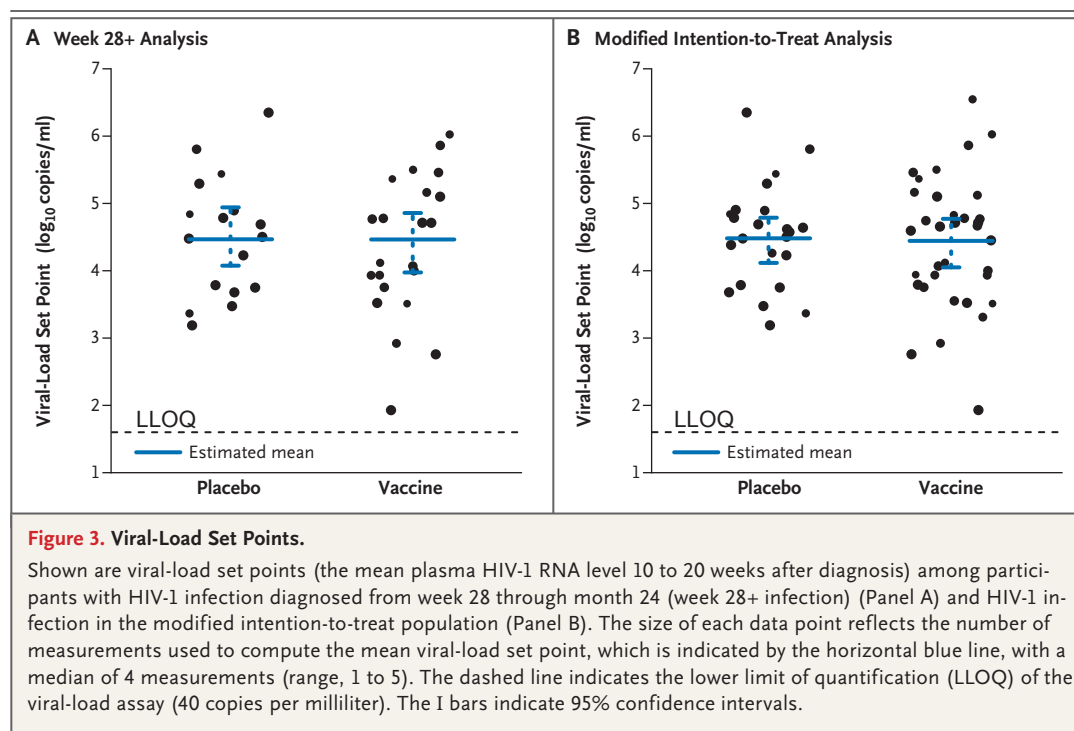 A Week 28+ Analysis
7
6
5
4
3
2
1
Viral-Load Set Point (log10 copies/ml)
LLOQ
Estimated mean
Placebo Vaccine
B Modified Intention-to-Treat Analysis
7
6
5
4
3
2
1
Viral-Load Set Point (log10 copies/ml)
LLOQ
Estimated mean
Placebo Vaccine
Figure 3. Viral-Load Set Points.
Shown are viral-load set points (the mean plasma HIV-1 RNA level 10 to 20 weeks after diagnosis) among partici-
pants with HIV-1 infection diagnosed from week 28 through month 24 (week 28+ infection) (Panel A) and HIV-1 in-
fection in the modified intention-to-treat population (Panel B). The size of each data point reflects the number of
measurements used to compute the mean viral-load set point, which is indicated by the horizontal blue line, with a
median of 4 measurements (range, 1 to 5). The dashed line indicates the lower limit of quantification (LLOQ) of the
viral-load assay (40 copies per milliliter). The I bars indicate 95% confidence intervals.